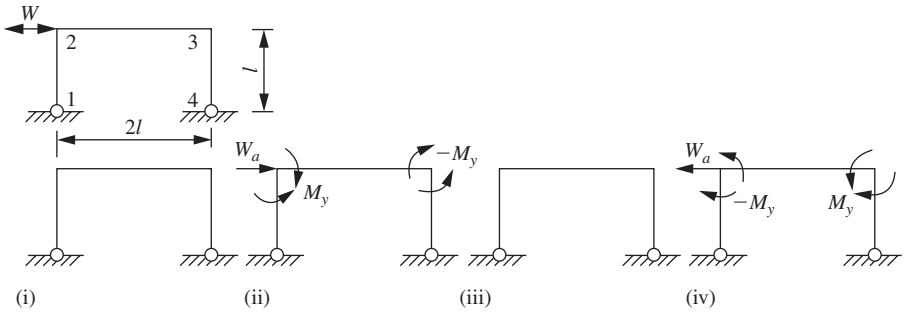 W
2 3
l
1 4
2l
W_a
M_y
−M_y
W_a
−M_y
M_y
(i) (ii) (iii) (iv)